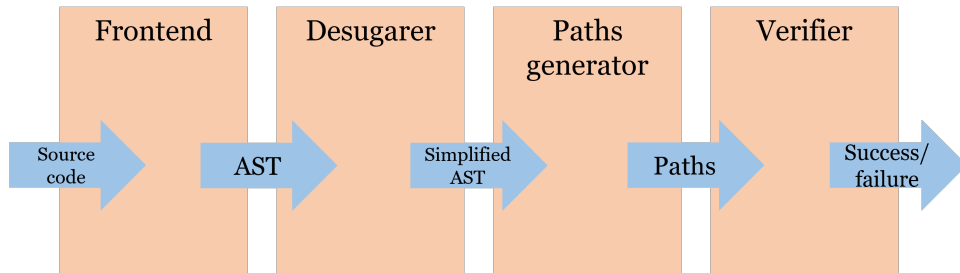 Frontend
Desugarer
Paths
generator
Verifier
Source
code
AST
Simplified
AST
Paths
Success/
failure